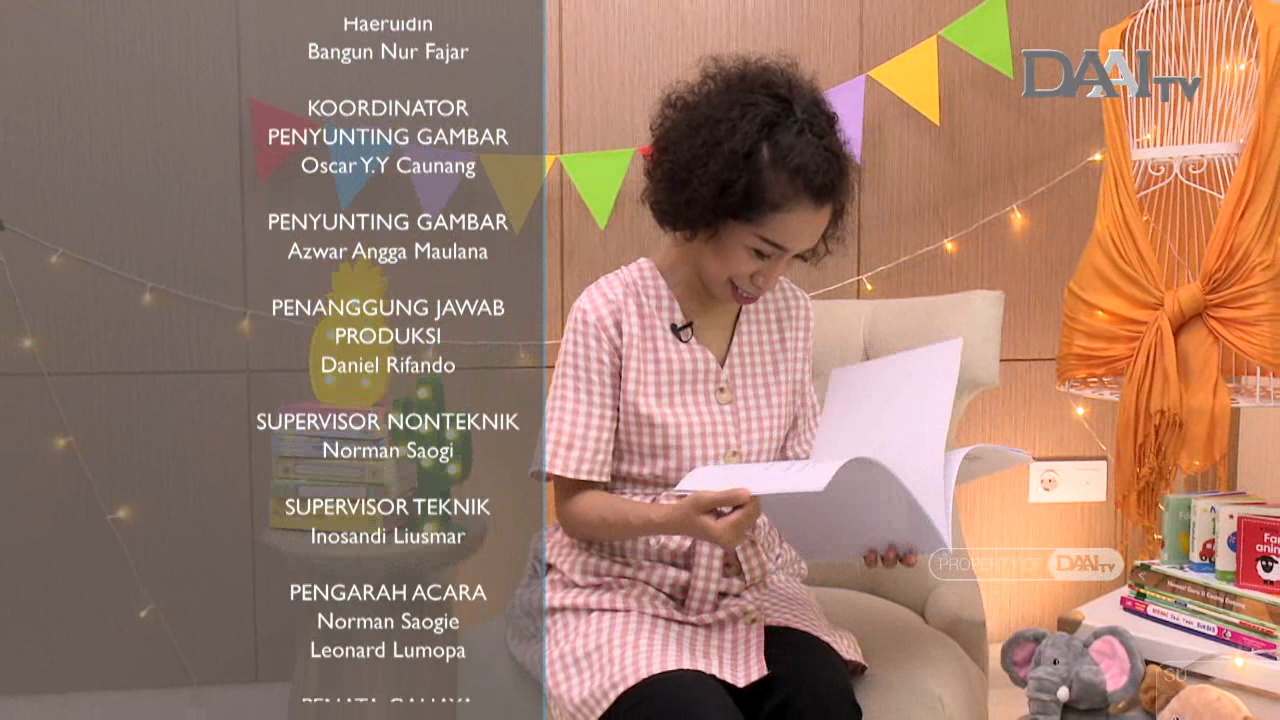 Haeruidin
Bangun Nur Fajar
KOORDINATOR
PENYUNTING GAMBAR
Oscar Y.Y Caunang
PENYUNTING GAMBAR
Azwar Angga Maulana
PENANGGUNG JAWAB
PRODUKSI
Daniel Rifando
SUPERVISOR NONTEKNIK
Norman Saogi
SUPERVISOR TEKNIK
Inosandi Liusmar
PENGARAH ACARA
Norman Saogie
Leonard Lumopa
DAAI TV
PROPERTY OF DAAI TV
SU